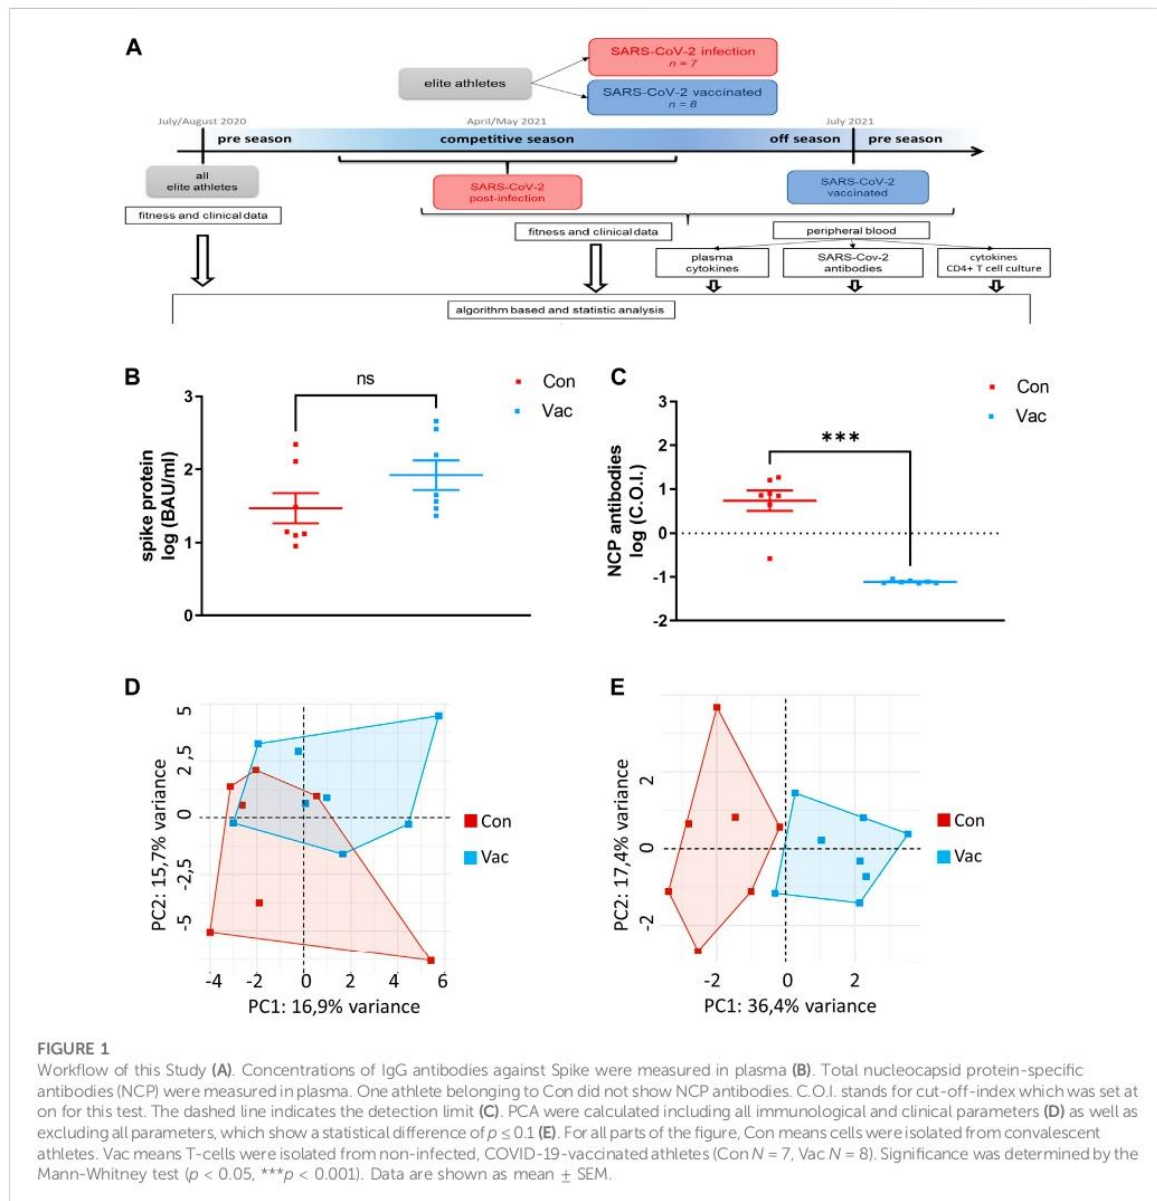 A
SARS-CoV-2 infection
n = 7
elite athletes
SARS-CoV-2 vaccinated
n = 8
July/August 2020
April/May 2021
July 2021
pre season
competitive season
off season
pre season
all
elite athletes
SARS-CoV-2
post-infection
SARS-CoV-2
vaccinated
fitness and clinical data
fitness and clinical data
peripheral blood
plasma
cytokines
SARS-Cov-2
antibodies
cytokines
CD4+ T cell culture
algorithm based and statistic analysis
B
spike protein
log (BAU/ml)
3
2
1
0
ns
Con
Vac
C
NCP antibodies
log (C.O.I.)
3
2
1
0
-1
-2
***
Con
Vac
D
PC2: 15,7% variance
5
2,5
0
-2,5
-5
-4 -2 0 2 4 6
PC1: 16,9% variance
Con
Vac
E
PC2: 17,4% variance
2
0
-2
-2 0 2
PC1: 36,4% variance
Con
Vac
FIGURE 1
Workflow of this Study (A). Concentrations of IgG antibodies against Spike were measured in plasma (B). Total nucleocapsid protein-specific
antibodies (NCP) were measured in plasma. One athlete belonging to Con did not show NCP antibodies. C.O.I. stands for cut-off-index which was set at
on for this test. The dashed line indicates the detection limit (C). PCA were calculated including all immunological and clinical parameters (D) as well as
excluding all parameters, which show a statistical difference of p ≤ 0.1 (E). For all parts of the figure, Con means cells were isolated from convalescent
athletes. Vac means T-cells were isolated from non-infected, COVID-19-vaccinated athletes (Con N = 7, Vac N = 8). Significance was determined by the
Mann-Whitney test (p < 0.05, ***p < 0.001). Data are shown as mean ± SEM.